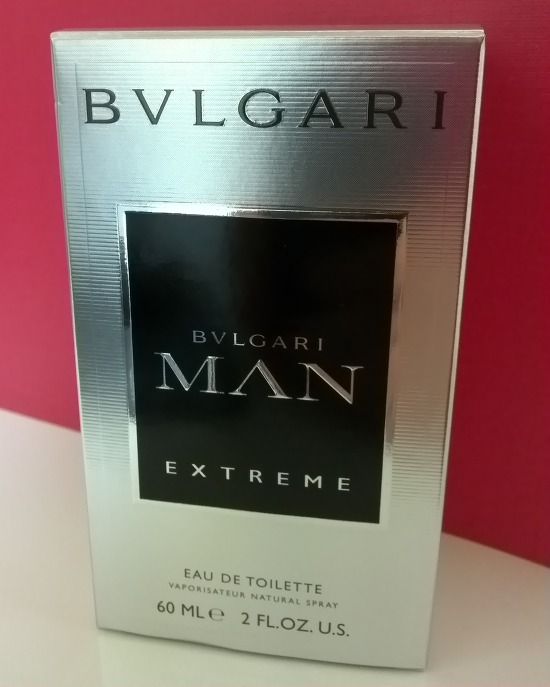 BVLGARI
BVLGARI
MAN
EXTREME
EAU DE TOILETTE
VAPORISATEUR NATURAL SPRAY
60 ML ℮ 2 FL.OZ. U.S.